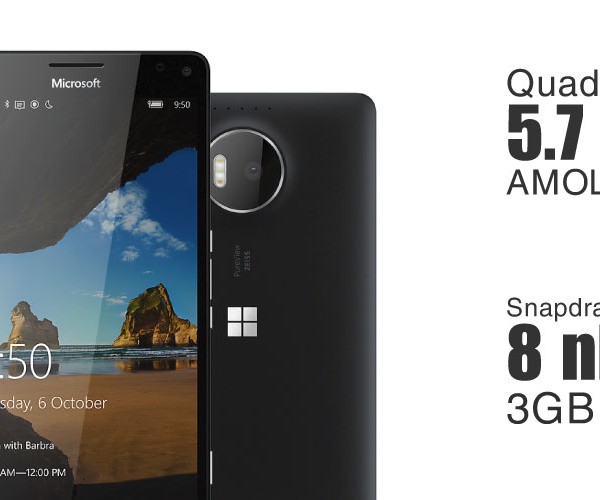 Microsoft
9:50
:50
sday, 6 October
with Barbra
AM—12:00 PM
PureView
ZEISS
Quad
5.7
AMOL
Snapdra
8 n
3GB